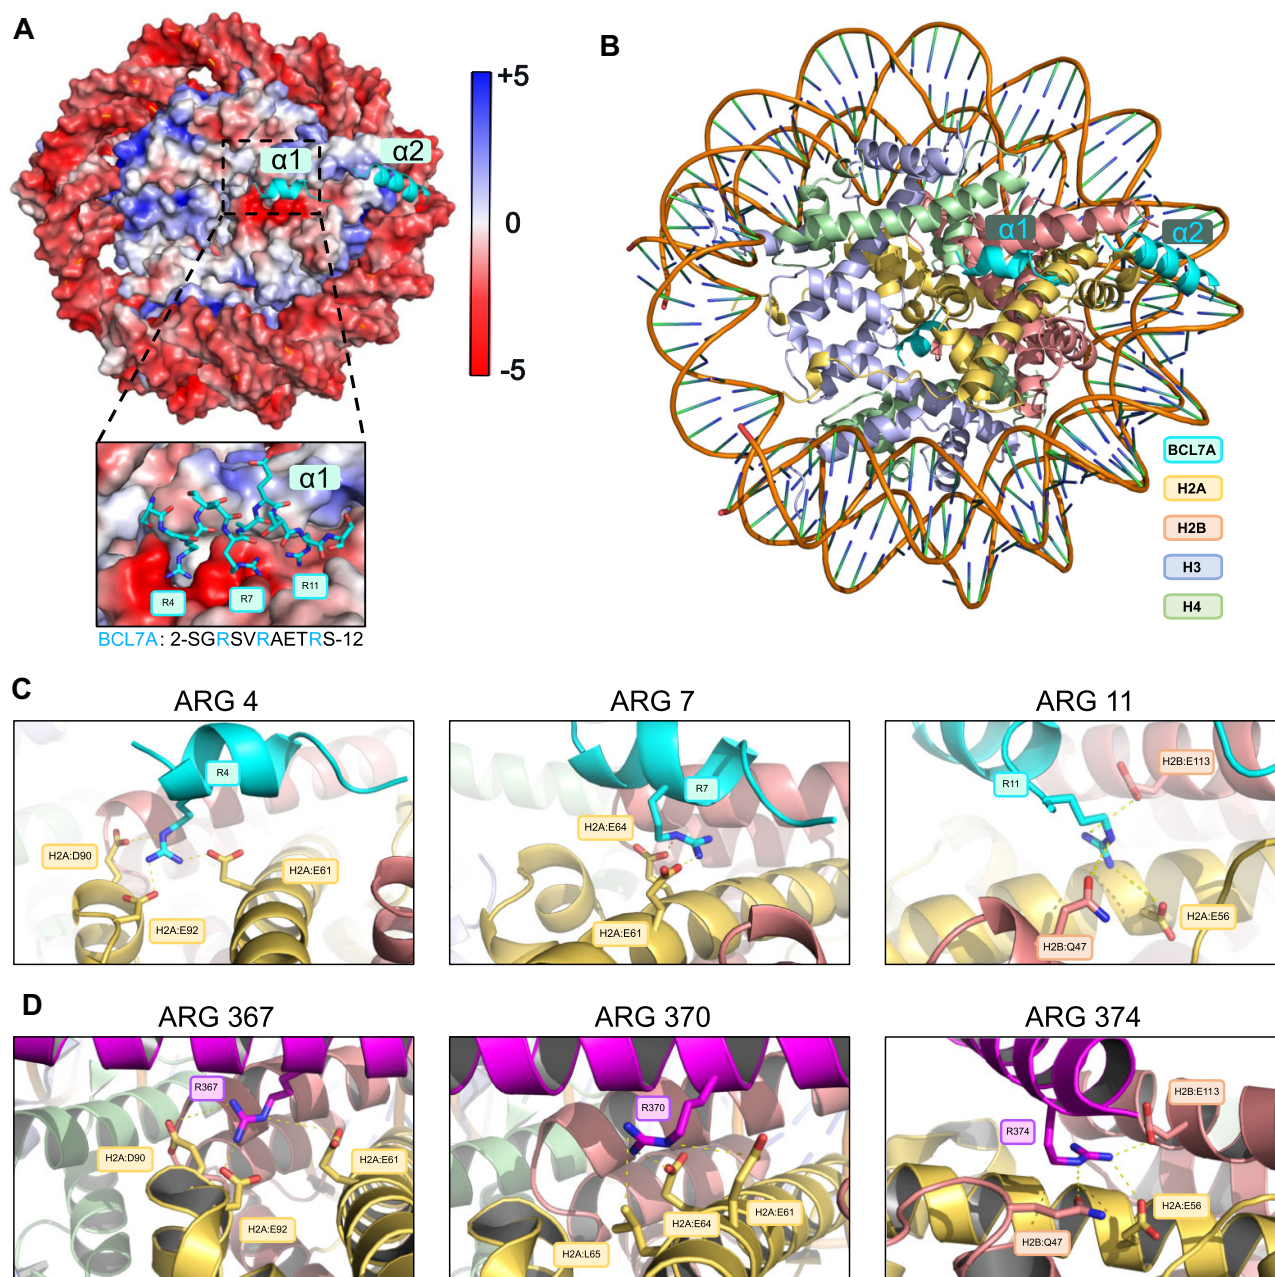 A
α1
α2
+5
0
-5
α1
R4
R7
R11
BCL7A: 2-SGRSVRAETRS-12
B
α1
α2
BCL7A
H2A
H2B
H3
H4
C
ARG 4
ARG 7
ARG 11
R4
H2A:D90
H2A:E61
H2A:E92
R7
H2A:E64
H2A:E61
H2B:E113
R11
H2A:E56
H2B:Q47
D
ARG 367
ARG 370
ARG 374
R367
H2A:D90
H2A:E61
H2A:E92
R370
H2A:E61
H2A:E64
H2A:L65
H2B:E113
R374
H2A:E56
H2B:Q47